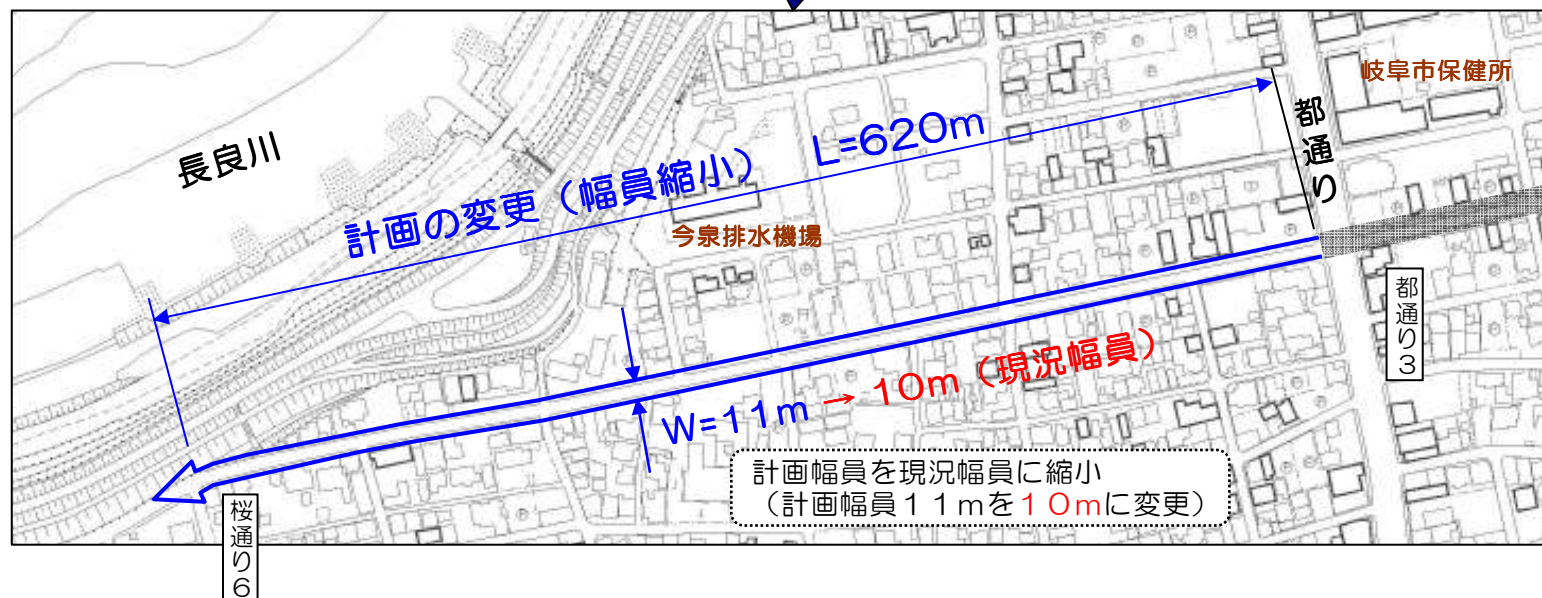 岐阜市保健所
都通り
長良川
L=620m
計画の変更（幅員縮小）
今泉排水機場
都通り3
W=11m → 10m（現況幅員）
計画幅員を現況幅員に縮小
（計画幅員１１ｍを１０ｍに変更）
桜通り6